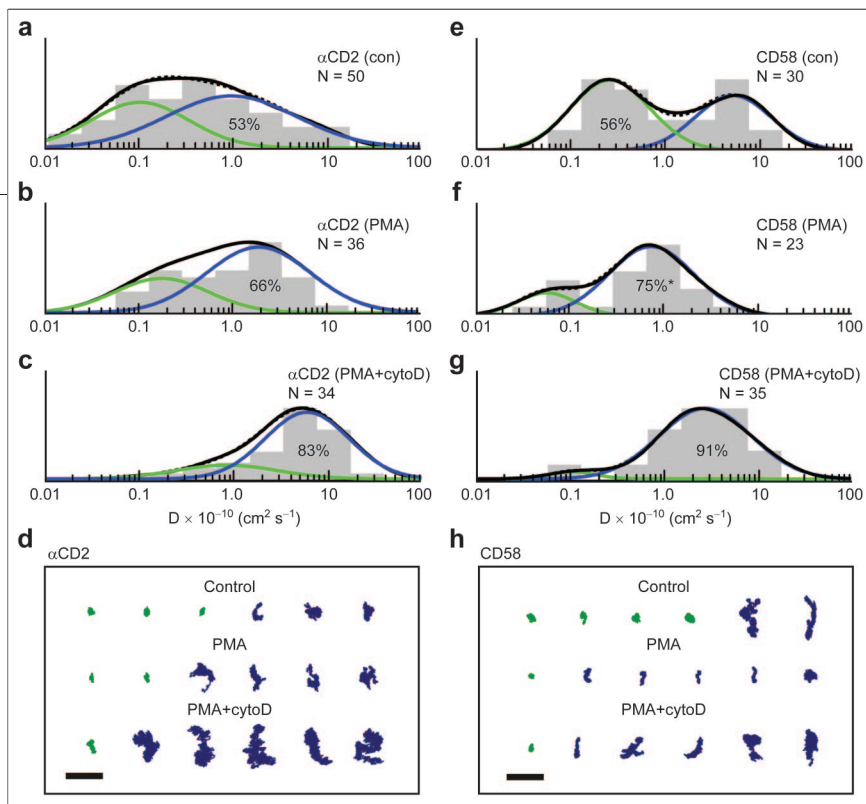 a
αCD2 (con)
N = 50
53%
0.01 0.1 1.0 10 100
b
αCD2 (PMA)
N = 36
66%
0.01 0.1 1.0 10 100
c
αCD2 (PMA+cytoD)
N = 34
83%
0.01 0.1 1.0 10 100
D × 10⁻¹⁰ (cm² s⁻¹)
d
αCD2
Control
PMA
PMA+cytoD
e
CD58 (con)
N = 30
56%
0.01 0.1 1.0 10 100
f
CD58 (PMA)
N = 23
75%*
0.01 0.1 1.0 10 100
g
CD58 (PMA+cytoD)
N = 35
91%
0.01 0.1 1.0 10 100
D × 10⁻¹⁰ (cm² s⁻¹)
h
CD58
Control
PMA
PMA+cytoD